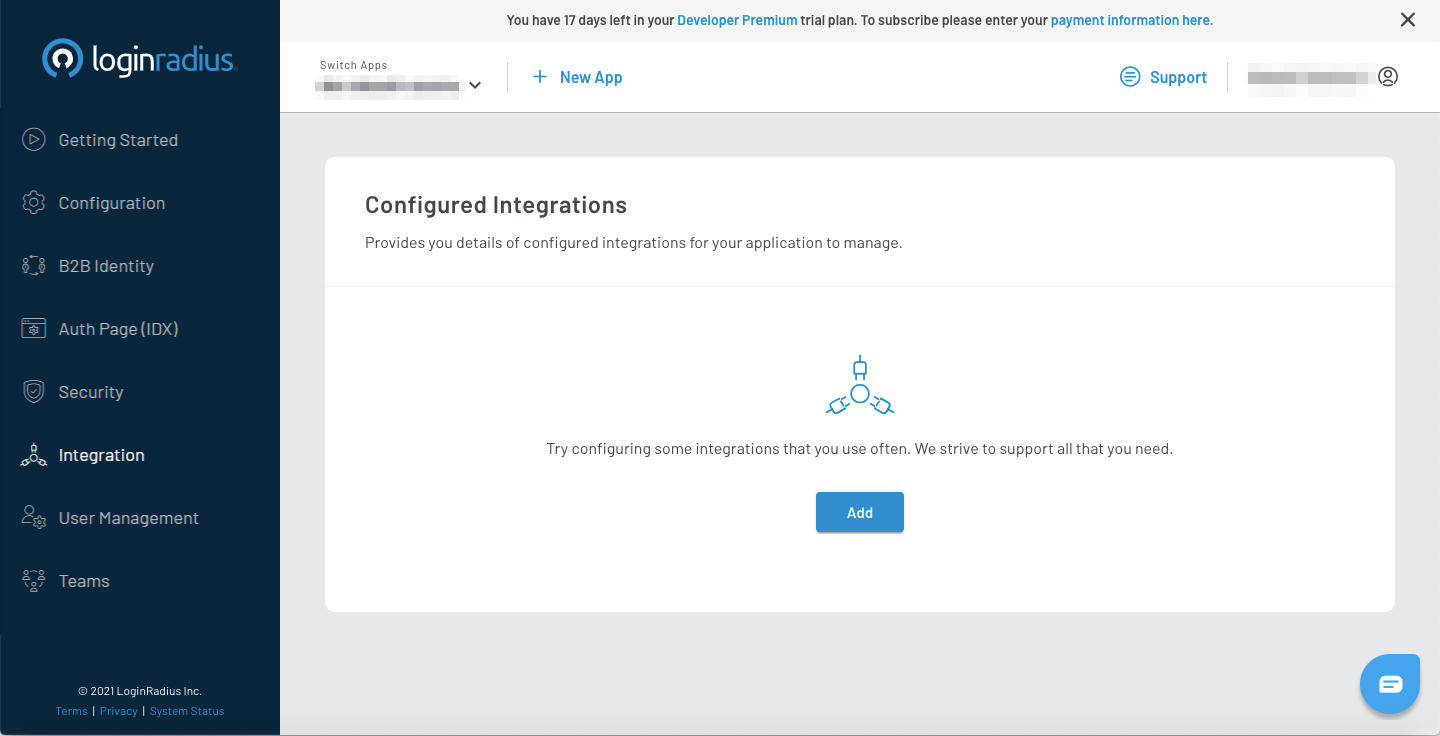 You have 17 days left in your Developer Premium trial plan. To subscribe please enter your payment information here.
loginradius
Switch Apps
New App
Support
Getting Started
Configuration
B2B Identity
Auth Page (IDX)
Security
Integration
User Management
Teams
Configured Integrations
Provides you details of configured integrations for your application to manage.
Try configuring some integrations that you use often. We strive to support all that you need.
Add
© 2021 LoginRadius Inc.
Terms | Privacy | System Status